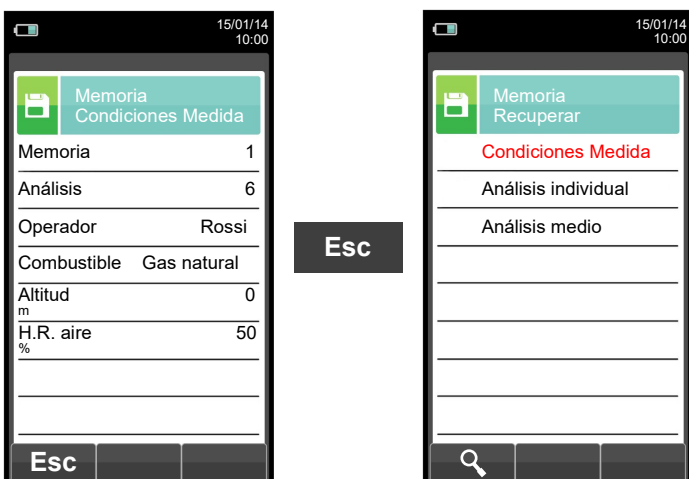 15/01/14
10:00
Memoria
Condiciones Medida
Memoria 1
Análisis 6
Operador Rossi
Combustible Gas natural
Altitud 0
m
H.R. aire 50
%
Esc
Esc
15/01/14
10:00
Memoria
Recuperar
Condiciones Medida
Análisis individual
Análisis medio